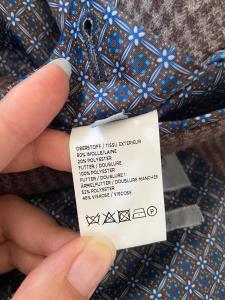 OBERSTOFF / TISSU EXTERIEUR
80% WOLLE/LAINE
20% POLYESTER
FUTTER / DOUBLURE
100% POLYESTER
FUTTER / DOUBLURE !
ÄRMELFUTTER / DOUBLURE MANCHES
52% POLYESTER
48% VISKOSE / VISCOSE
P